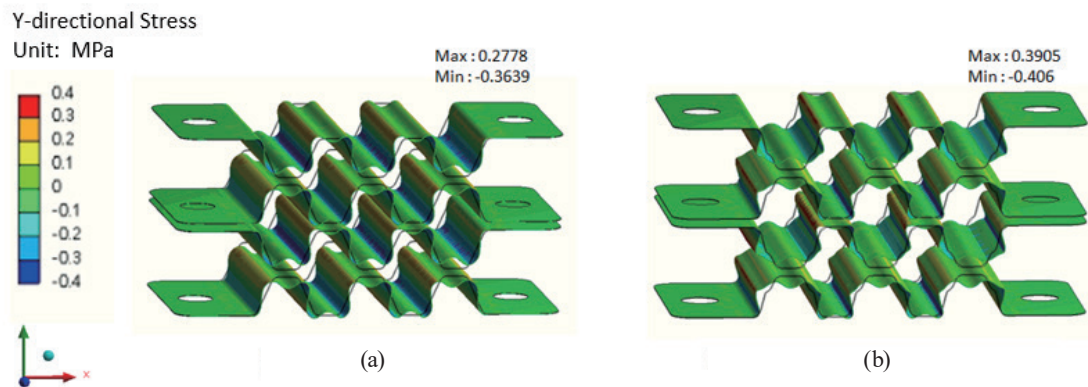 Y-directional Stress
Unit: MPa
Max : 0.2778
Min : -0.3639
Max : 0.3905
Min : -0.406
0.4
0.3
0.2
0.1
0
-0.1
-0.2
-0.3
-0.4
x
(a)
(b)